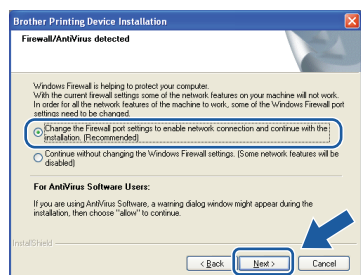 Brother Printing Device Installation
Firewall/AntiVirus detected
Windows Firewall is helping to protect your computer.
With the current firewall settings some of the network features on your machine will not work.
In order for all the network features of the machine to work, some of the Windows Firewall port
settings need to be changed.
Change the Firewall port settings to enable network connection and continue with the
installation. (Recommended)
Continue without changing the Windows Firewall settings. (Some network features will be
disabled)
For AntiVirus Software Users:
If you are using AntiVirus Software, a warning dialog window might appear during the
installation, then choose "allow" to continue.
InstallShield
< Back
Next >
Cancel